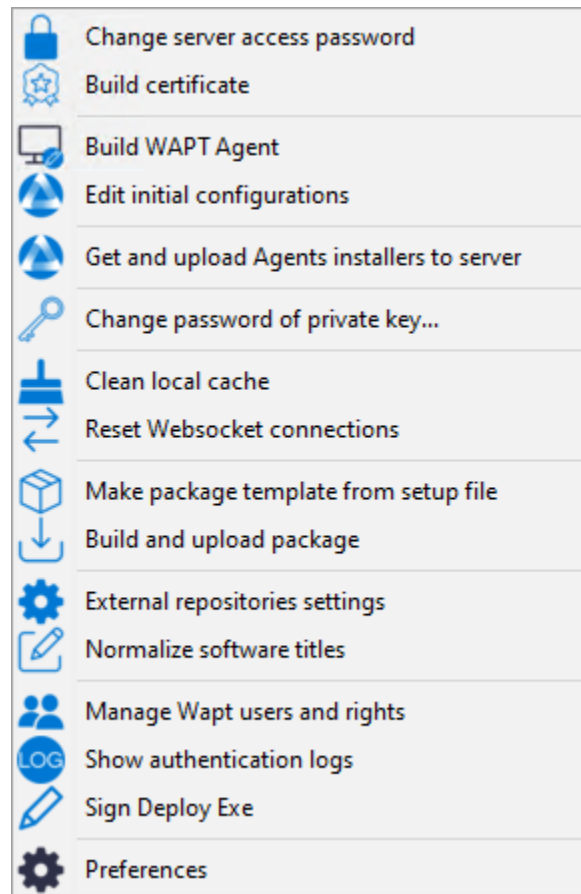 Change server access password
Build certificate
Build WAPT Agent
Edit initial configurations
Get and upload Agents installers to server
Change password of private key...
Clean local cache
Reset Websocket connections
Make package template from setup file
Build and upload package
External repositories settings
Normalize software titles
Manage Wapt users and rights
LOG Show authentication logs
Sign Deploy Exe
Preferences